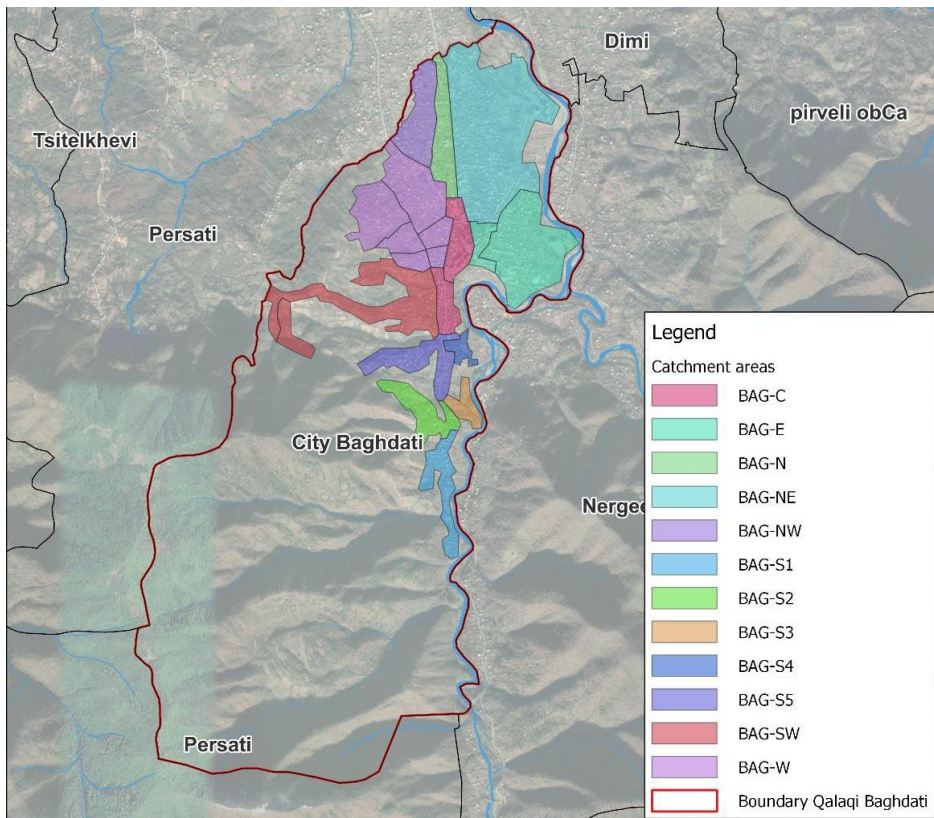 Dimi
pirveli obCa
Tsitelkhevi
Persati
City Baghdati
Persati
Legend
Catchment areas
BAG-C
BAG-E
BAG-N
BAG-NE
BAG-NW
BAG-S1
BAG-S2
BAG-S3
BAG-S4
BAG-S5
BAG-SW
BAG-W
Boundary Qalaqi Baghdati